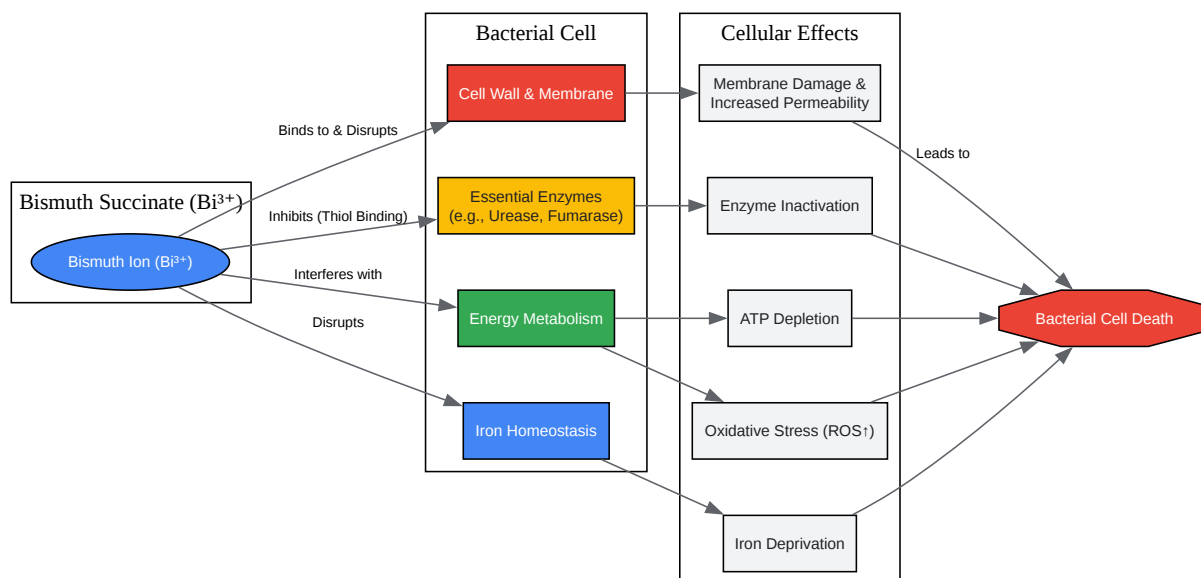 Bismuth Succinate (Bi³⁺)
Bismuth Ion (Bi³⁺)
Binds to & Disrupts
Inhibits (Thiol Binding)
Interferes with
Disrupts
Bacterial Cell
Cell Wall & Membrane
Essential Enzymes
(e.g., Urease, Fumarase)
Energy Metabolism
Iron Homeostasis
Cellular Effects
Membrane Damage &
Increased Permeability
Enzyme Inactivation
ATP Depletion
Oxidative Stress (ROS↑)
Iron Deprivation
Leads to
Bacterial Cell Death